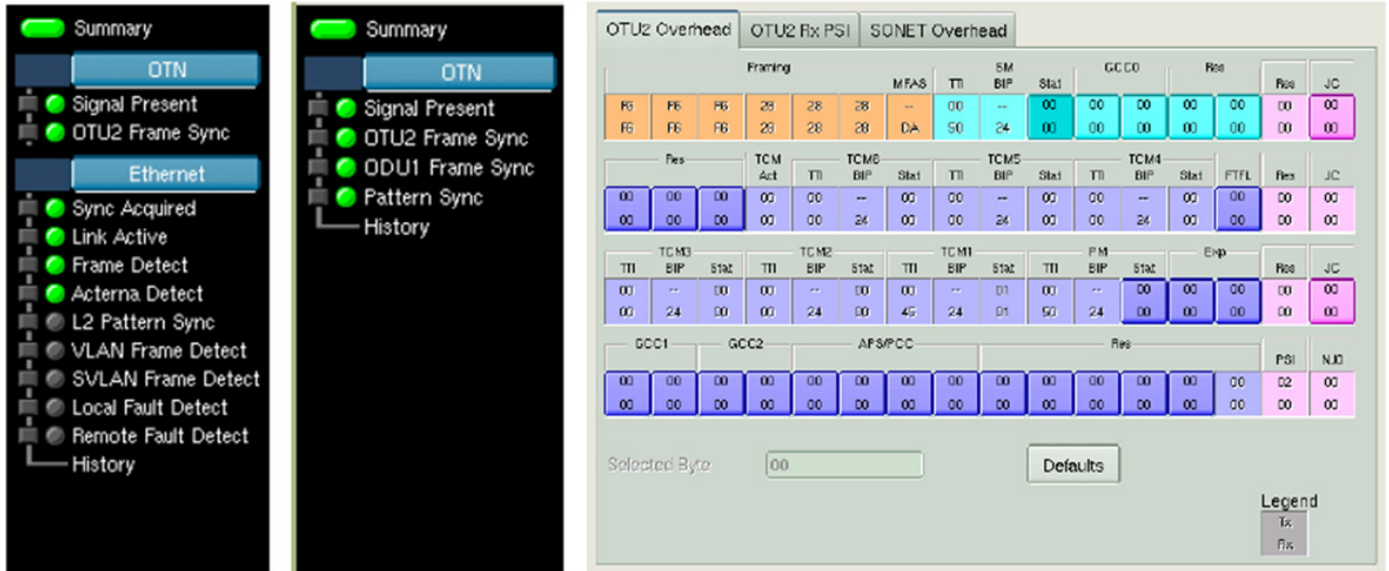 Summary
OTN
Signal Present
OTU2 Frame Sync
Ethernet
Sync Acquired
Link Active
Frame Detect
Acterna Detect
L2 Pattern Sync
VLAN Frame Detect
SVLAN Frame Detect
Local Fault Detect
Remote Fault Detect
History
Summary
OTN
Signal Present
OTU2 Frame Sync
ODU1 Frame Sync
Pattern Sync
History
OTU2 Overhead OTU2 Rx PSI SONET Overhead
Framing SM GCC0 Res
MFAS TTI BIP Stat Res JC
F6 F6 F6 28 28 28 -- 00 -- 00 00 00 00 00 00 00
F6 F6 F6 28 28 28 DA 50 24 00 00 00 00 00 00 00
Res TCM TCM6 TCM5 TCM4
Act TTI BIP Stat TTI BIP Stat TTI BIP Stat FTFL Res JC
00 00 00 00 00 -- 00 00 -- 00 00 -- 00 00 00 00
00 00 00 00 00 24 00 00 24 00 00 24 00 00 00 00
TCM3 TCM2 TCM1 PM Exp
TTI BIP Stat TTI BIP Stat TTI BIP Stat TTI BIP Stat Res JC
00 -- 00 00 -- 00 00 -- 01 00 -- 00 00 00 00 00
00 24 00 00 24 00 45 24 01 50 24 00 00 00 00 00
GCC1 GCC2 APS/PCC Res
PSI NJO
00 00 00 00 00 00 00 00 00 00 00 00 00 00 02 00
00 00 00 00 00 00 00 00 00 00 00 00 00 00 00 00
Selected Byte 00 Defaults
Legend
Tx
Rx